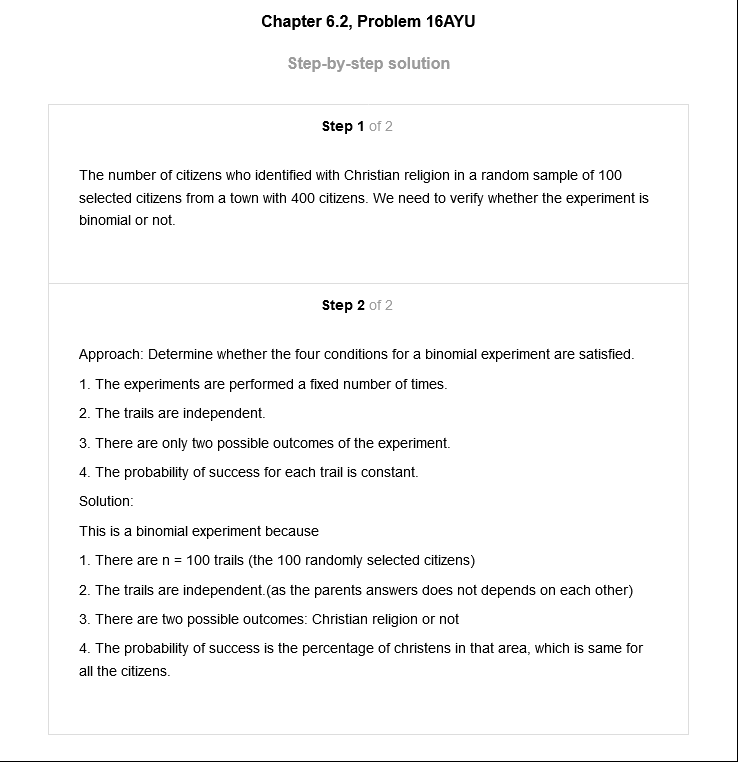 Chapter 6.2, Problem 16AYU
Step-by-step solution
Step 1 of 2
The number of citizens who identified with Christian religion in a random sample of 100
selected citizens from a town with 400 citizens. We need to verify whether the experiment is
binomial or not.
Step 2 of 2
Approach: Determine whether the four conditions for a binomial experiment are satisfied.
1. The experiments are performed a fixed number of times.
2. The trails are independent.
3. There are only two possible outcomes of the experiment.
4. The probability of success for each trail is constant.
Solution:
This is a binomial experiment because
1. There are n = 100 trails (the 100 randomly selected citizens)
2. The trails are independent.(as the parents answers does not depends on each other)
3. There are two possible outcomes: Christian religion or not
4. The probability of success is the percentage of christens in that area, which is same for
all the citizens.